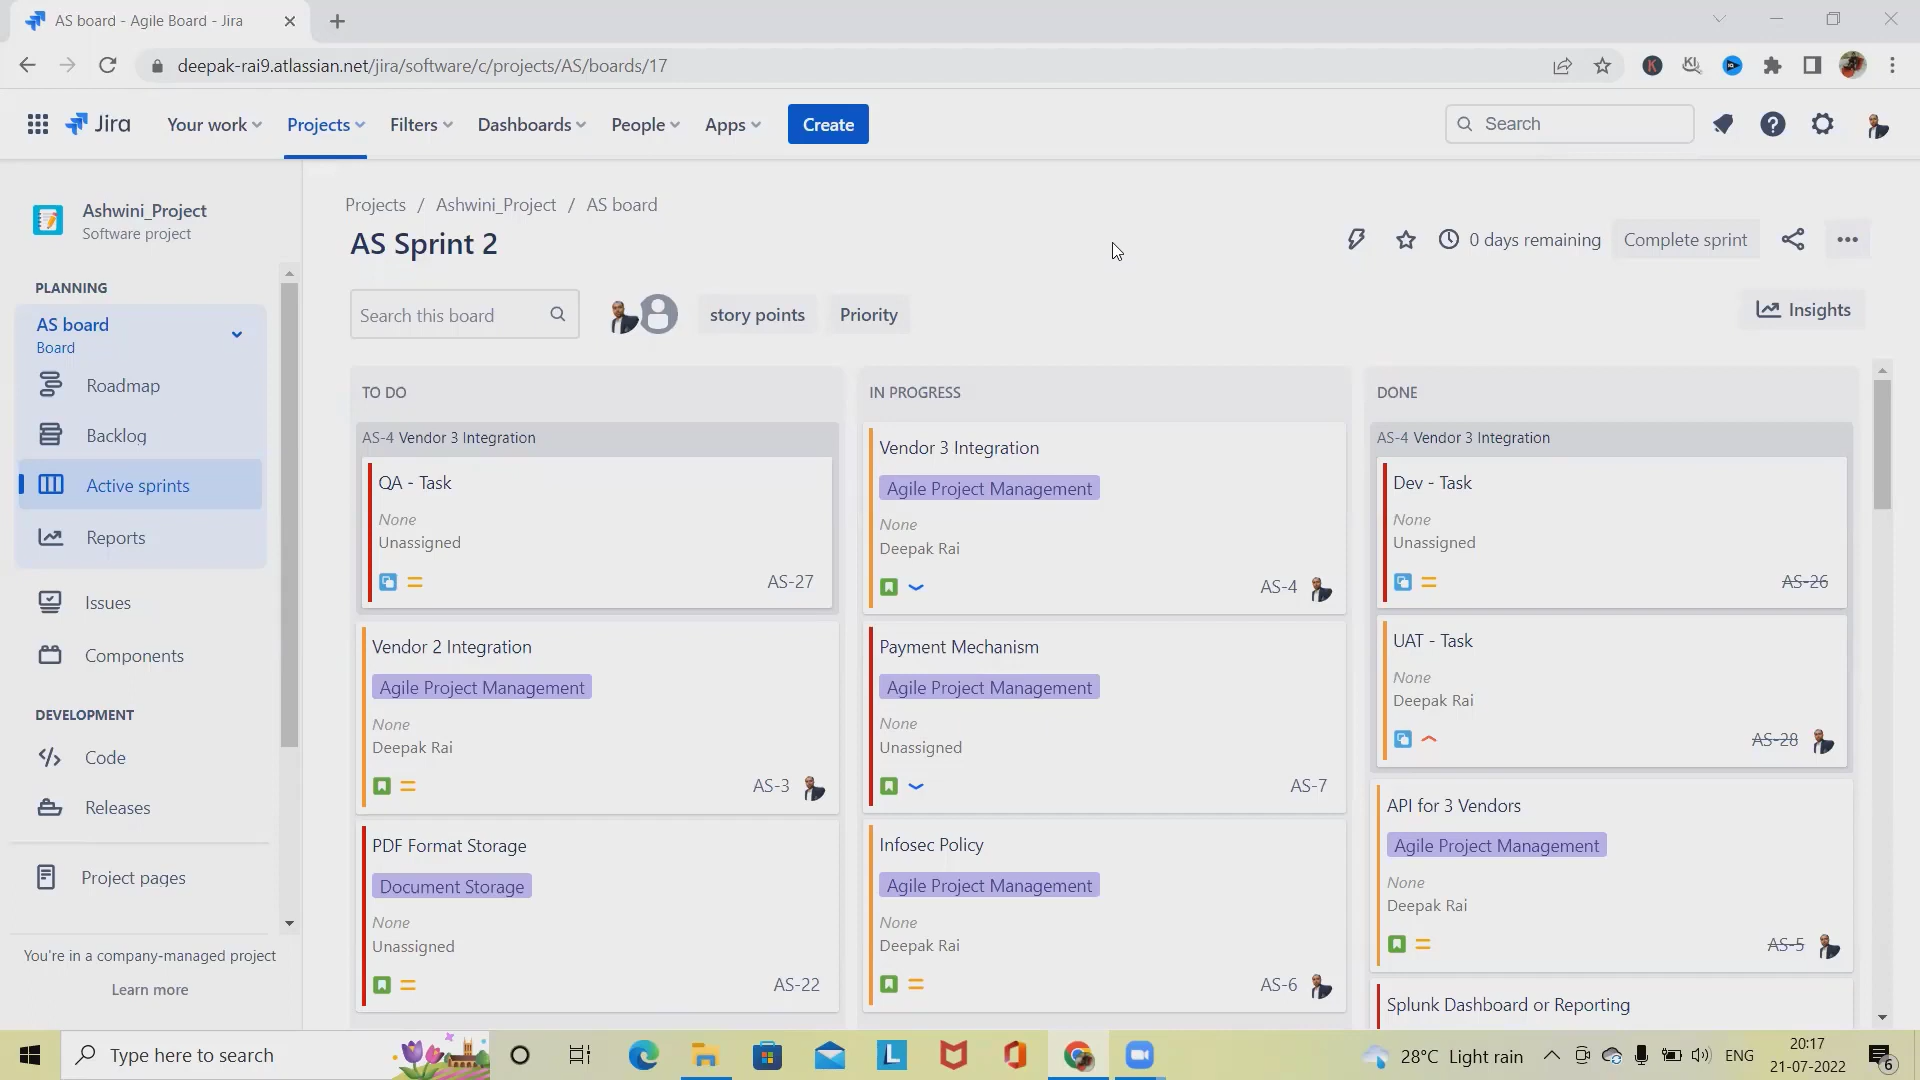 AS board - Agile Board - Jira
deepak-rai9.atlassian.net/jira/software/c/projects/AS/boards/17
Jira
Your work
Projects
Filters
Dashboards
People
Apps
Create
Search
Ashwini_Project
Software project
PLANNING
AS board
Board
Roadmap
Backlog
Active sprints
Reports
Issues
Components
DEVELOPMENT
Code
Releases
Project pages
You're in a company-managed project
Learn more
Projects / Ashwini_Project / AS board
AS Sprint 2
0 days remaining
Complete sprint
Search this board
story points
Priority
Insights
TO DO
AS-4 Vendor 3 Integration
QA - Task
None
Unassigned
AS-27
Vendor 2 Integration
Agile Project Management
None
Deepak Rai
AS-3
PDF Format Storage
Document Storage
None
Unassigned
AS-22
IN PROGRESS
Vendor 3 Integration
Agile Project Management
None
Deepak Rai
AS-4
Payment Mechanism
Agile Project Management
None
Unassigned
AS-7
Infosec Policy
Agile Project Management
None
Deepak Rai
AS-6
DONE
AS-4 Vendor 3 Integration
Dev - Task
None
Unassigned
AS-26
UAT - Task
None
Deepak Rai
AS-28
API for 3 Vendors
Agile Project Management
None
Deepak Rai
AS-5
Splunk Dashboard or Reporting
Type here to search
28°C Light rain
ENG
20:17
21-07-2022
6